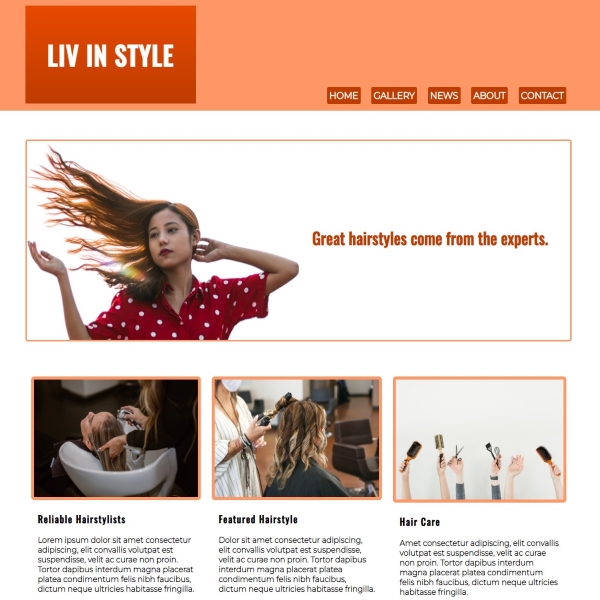 LIV IN STYLE
HOME GALLERY NEWS ABOUT CONTACT
Great hairstyles come from the experts.
Reliable Hairstylists
Lorem ipsum dolor sit amet consectetur
adipiscing, elit convallis volutpat est
suspendisse, velit ac curae non proin.
Tortor dapibus interdum magna placerat
platea condimentum felis nibh faucibus,
dictum neque ultricies habitasse fringilla.
Featured Hairstyle
Dolor sit amet consectetur adipiscing,
elit convallis volutpat est suspendisse,
velit ac curae non proin. Tortor dapibus
interdum magna placerat platea
condimentum felis nibh faucibus,
dictum neque ultricies habitasse fringilla.
Hair Care
Amet consectetur adipiscing, elit
convallis volutpat est suspendisse,
velit ac curae non proin. Tortor dapibus
interdum magna placerat platea condimentum
felis nibh faucibus, dictum neque ultricies
habitasse fringilla.